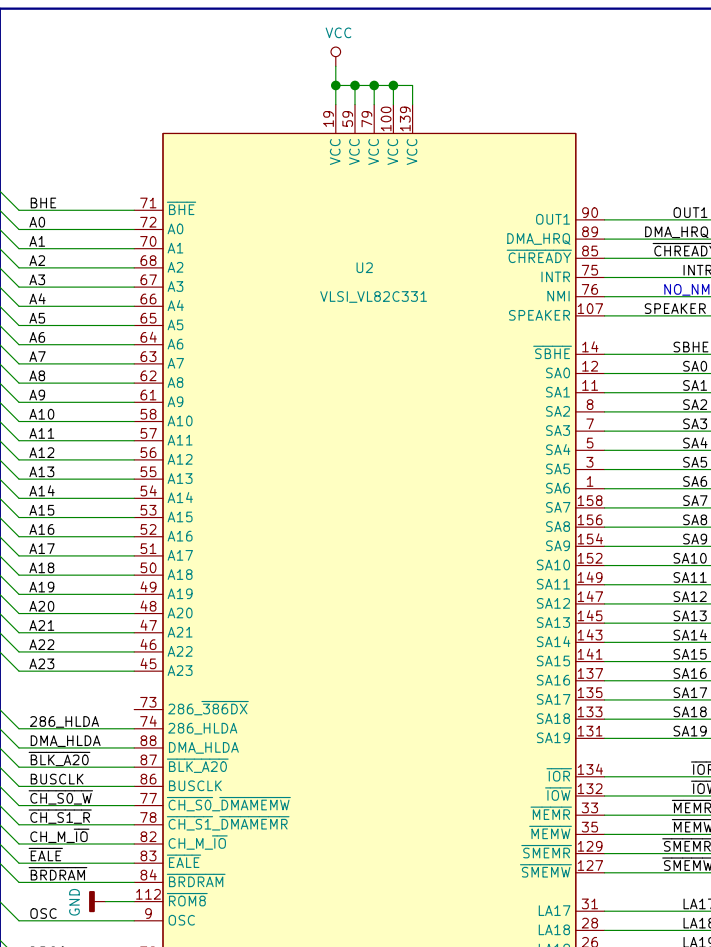 VCC
19 59 79 100 139
VCC VCC VCC VCC VCC
U2
VLSI_VL82C331
BHE 71 BHE
A0 72 A0
A1 70 A1
A2 68 A2
A3 67 A3
A4 66 A4
A5 65 A5
A6 64 A6
A7 63 A7
A8 62 A8
A9 61 A9
A10 58 A10
A11 57 A11
A12 56 A12
A13 55 A13
A14 54 A14
A15 53 A15
A16 52 A16
A17 51 A17
A18 50 A18
A19 49 A19
A20 48 A20
A21 47 A21
A22 46 A22
A23 45 A23
73 286_386DX
286_HLDA 74 286_HLDA
DMA_HLDA 88 DMA_HLDA
BLK_A20 87 BLK_A20
BUSCLK 86 BUSCLK
CH_S0_W 77 CH_S0_DMAMEMW
CH_S1_R 78 CH_S1_DMAMEMR
CH_M_IO 82 CH_M_IO
EALE 83 EALE
BRDRAM 84 BRDRAM
GND 112 ROM8
OSC 9 OSC
OUT1 90 OUT1
DMA_HRQ 89 DMA_HRQ
CHREADY 85 CHREADY
INTR 75 INTR
NMI 76 NO_NM
SPEAKER 107 SPEAKER
SBHE 14 SBHE
SA0 12 SA0
SA1 11 SA1
SA2 8 SA2
SA3 7 SA3
SA4 5 SA4
SA5 3 SA5
SA6 1 SA6
SA7 158 SA7
SA8 156 SA8
SA9 154 SA9
SA10 152 SA10
SA11 149 SA11
SA12 147 SA12
SA13 145 SA13
SA14 143 SA14
SA15 141 SA15
SA16 137 SA16
SA17 135 SA17
SA18 133 SA18
SA19 131 SA19
IOR 134 IOR
IOW 132 IOW
MEMR 33 MEMR
MEMW 35 MEMW
SMEMR 129 SMEMR
SMEMW 127 SMEMW
LA17 31 LA17
LA18 28 LA18
26 LA19